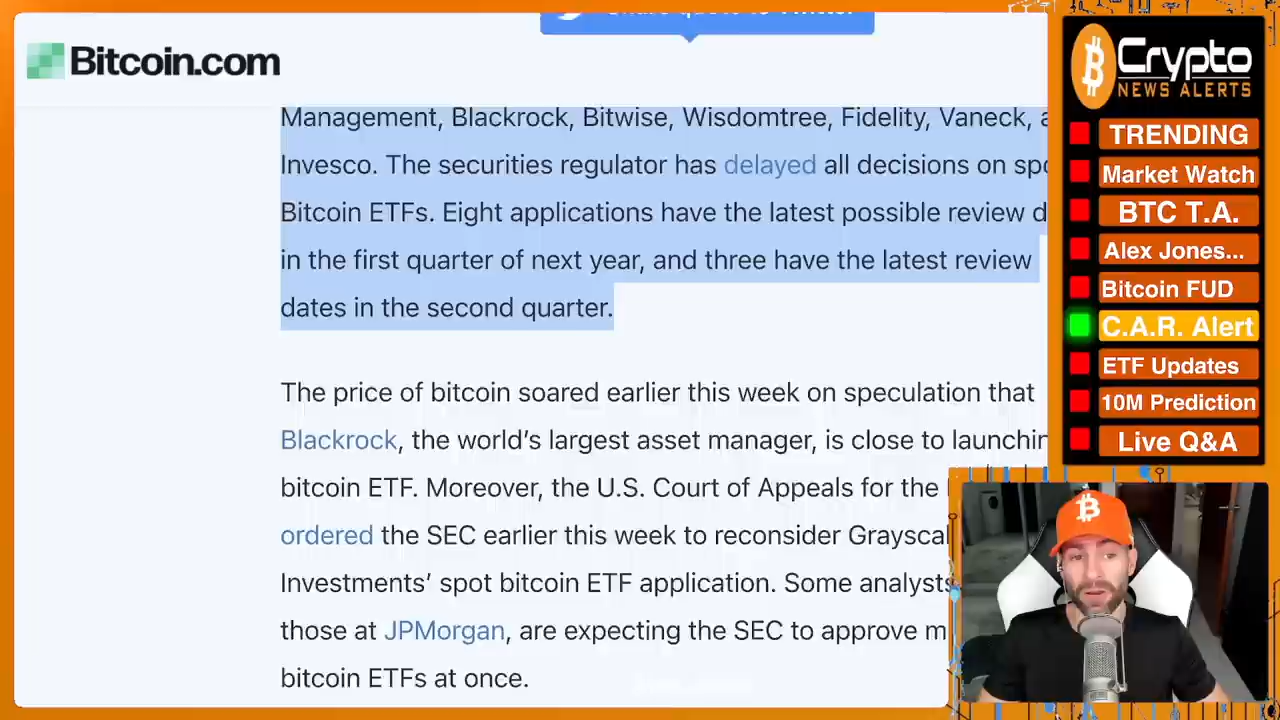 Bitcoin.com
Management, Blackrock, Bitwise, Wisdomtree, Fidelity, Vaneck,
Invesco. The securities regulator has delayed all decisions on
Bitcoin ETFs. Eight applications have the latest possible review
in the first quarter of next year, and three have the latest review
dates in the second quarter.
The price of bitcoin soared earlier this week on speculation that
Blackrock, the world's largest asset manager, is close to
bitcoin ETF. Moreover, the U.S. Court of Appeals for the
ordered the SEC earlier this week to reconsider
Investments' spot bitcoin ETF application. Some analysts
those at JPMorgan, are expecting the SEC to approve
bitcoin ETFs at once.
Crypto
NEWS ALERTS
TRENDING
Market Watch
BTC T.A.
Alex Jones...
Bitcoin FUD
C.A.R. Alert
ETF Updates
10M Prediction
Live Q&A